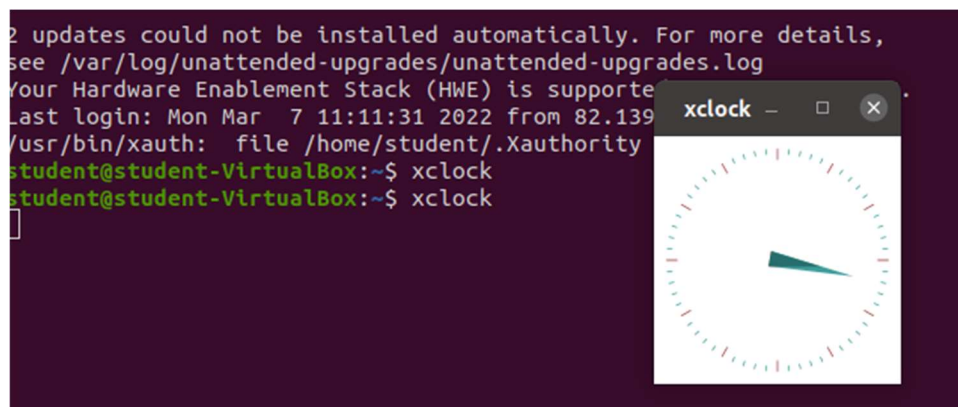 2 updates could not be installed automatically. For more details,
see /var/log/unattended-upgrades/unattended-upgrades.log
Your Hardware Enablement Stack (HWE) is supporte
.
Last login: Mon Mar  7 11:11:31 2022 from 82.139
/usr/bin/xauth:  file /home/student/.Xauthority
student@student-VirtualBox:~$ xclock
student@student-VirtualBox:~$ xclock
xclock